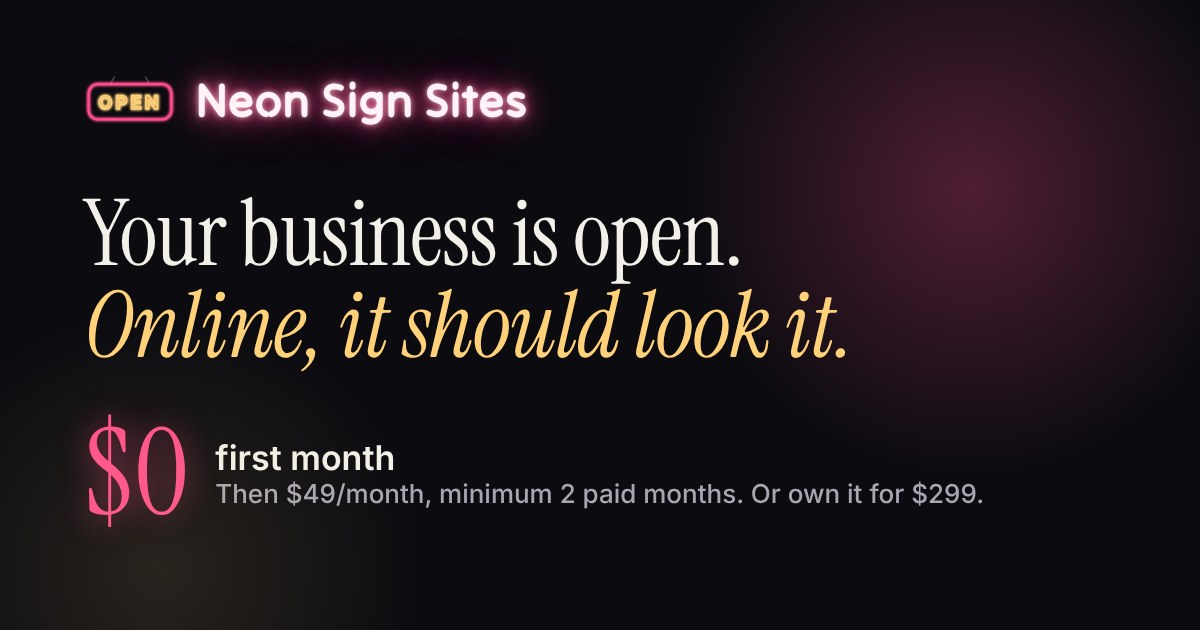 OPEN Neon Sign Sites
Your business is open.
Online, it should look it.
$0 first month
Then $49/month, minimum 2 paid months. Or own it for $299.